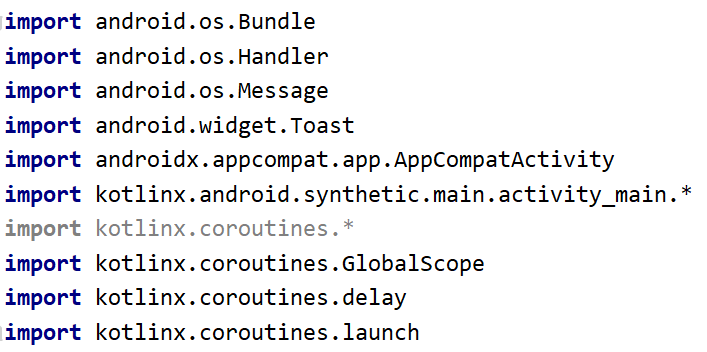 import android.os.Bundle
import android.os.Handler
import android.os.Message
import android.widget.Toast
import androidx.appcompat.app.AppCompatActivity
import kotlinx.android.synthetic.main.activity_main.*
import kotlinx.coroutines.*
import kotlinx.coroutines.GlobalScope
import kotlinx.coroutines.delay
import kotlinx.coroutines.launch